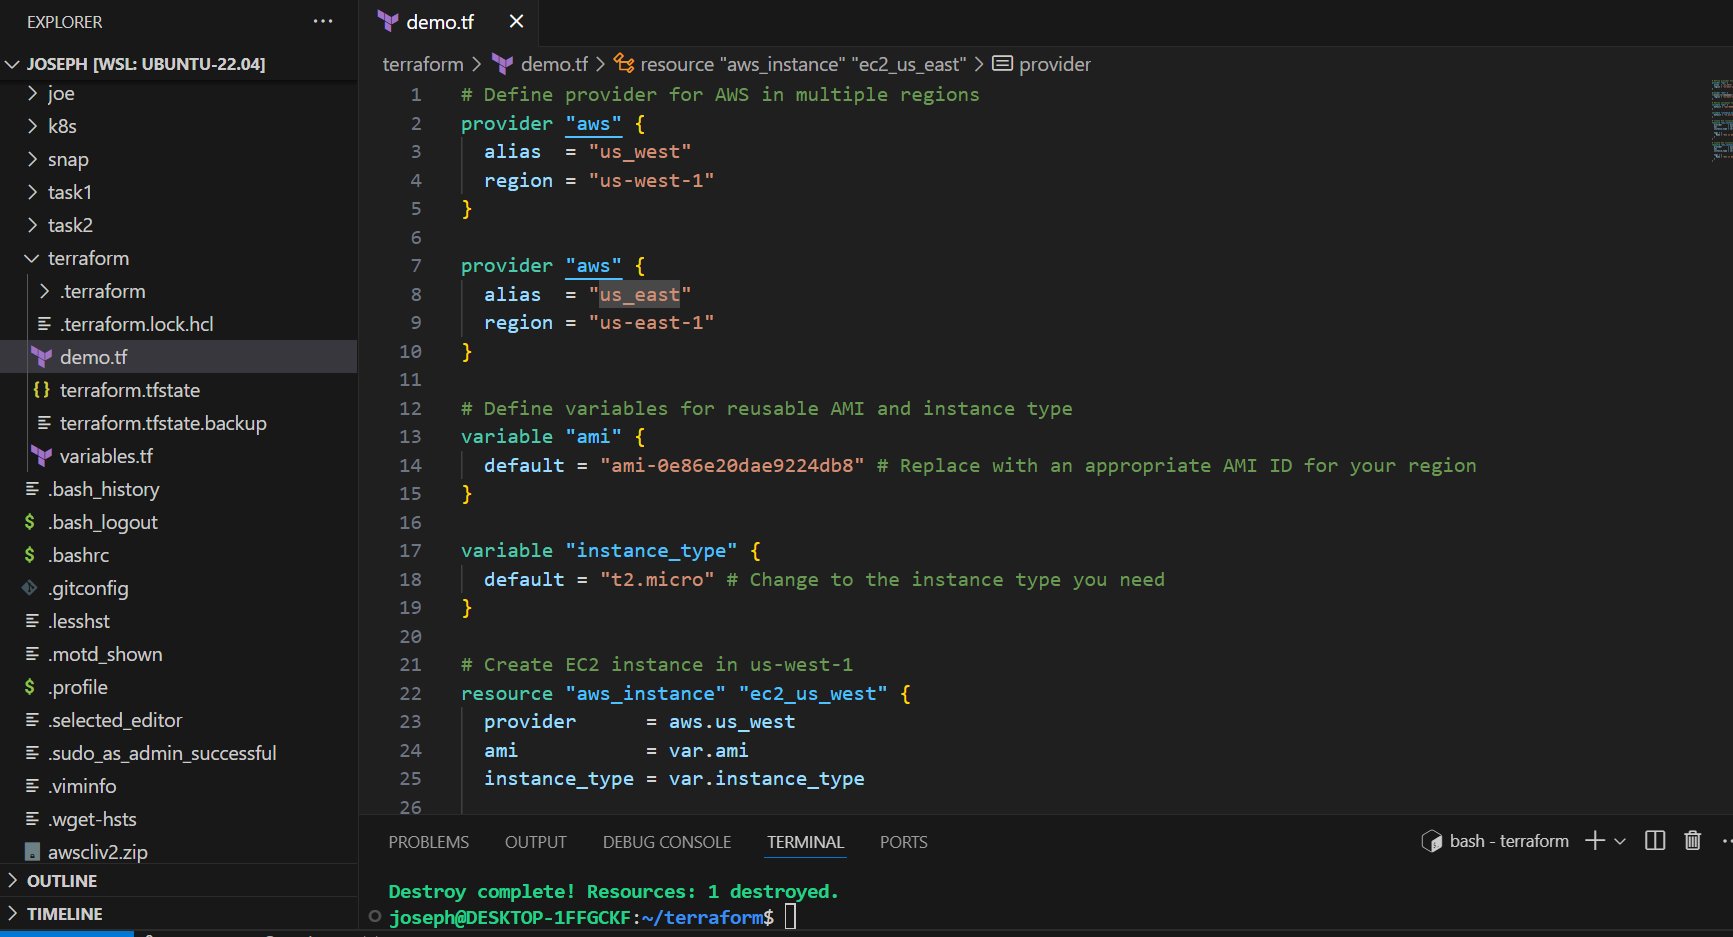 EXPLORER
JOSEPH [WSL: UBUNTU-22.04]
joe
k8s
snap
task1
task2
terraform
.terraform
.terraform.lock.hcl
demo.tf
terraform.tfstate
terraform.tfstate.backup
variables.tf
.bash_history
.bash_logout
.bashrc
.gitconfig
.lesshst
.motd_shown
.profile
.selected_editor
.sudo_as_admin_successful
.viminfo
.wget-hsts
awscliv2.zip
OUTLINE
TIMELINE
demo.tf
terraform > demo.tf > resource "aws_instance" "ec2_us_east" > provider
1 # Define provider for AWS in multiple regions
2 provider "aws" {
3 alias = "us_west"
4 region = "us-west-1"
5 }
6
7 provider "aws" {
8 alias = "us_east"
9 region = "us-east-1"
10 }
11
12 # Define variables for reusable AMI and instance type
13 variable "ami" {
14 default = "ami-0e86e20dae9224db8" # Replace with an appropriate AMI ID for your region
15 }
16
17 variable "instance_type" {
18 default = "t2.micro" # Change to the instance type you need
19 }
20
21 # Create EC2 instance in us-west-1
22 resource "aws_instance" "ec2_us_west" {
23 provider = aws.us_west
24 ami = var.ami
25 instance_type = var.instance_type
26
PROBLEMS OUTPUT DEBUG CONSOLE TERMINAL PORTS
bash - terraform
Destroy complete! Resources: 1 destroyed.
joseph@DESKTOP-1FFGCKF:~/terraform$